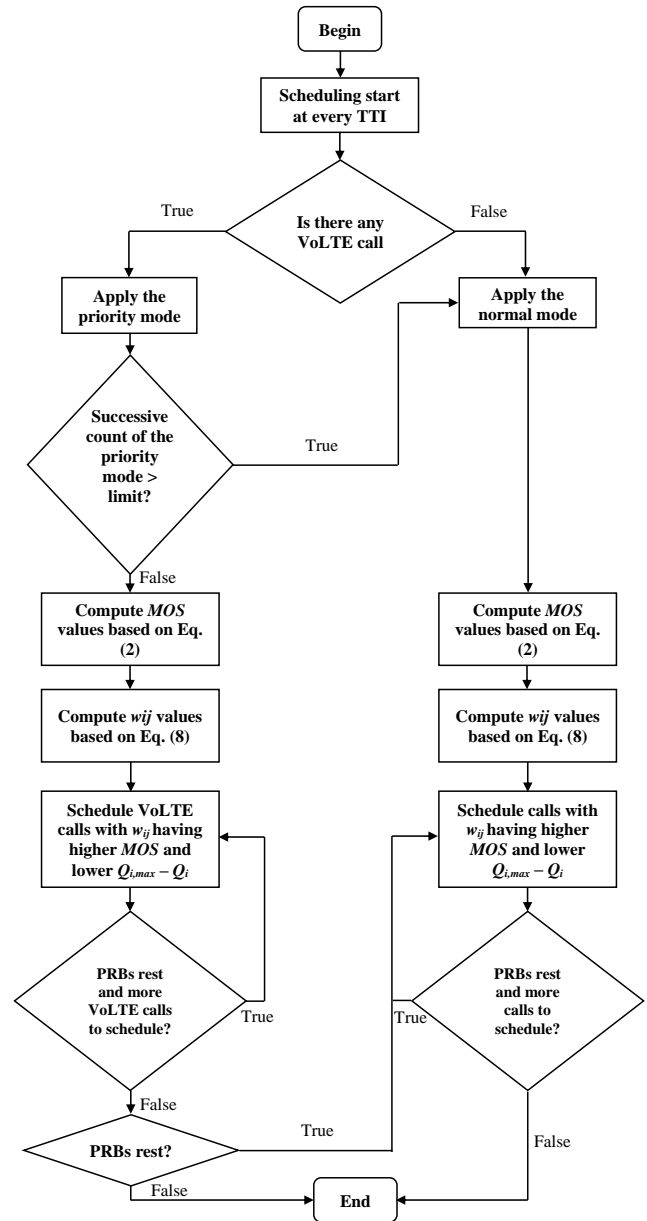 Begin
Scheduling start
at every TTI
True
Is there any
VoLTE call
False
Apply the
priority mode
Apply the
normal mode
Successive
count of the
priority
mode >
limit?
True
False
Compute MOS
values based on Eq.
(2)
Compute MOS
values based on Eq.
(2)
Compute wij values
based on Eq. (8)
Compute wij values
based on Eq. (8)
Schedule VoLTE
calls with wij having
higher MOS and
lower Qi,max – Qi
Schedule calls with
wij having higher
MOS and lower
Qi,max – Qi
PRBs rest
and more
VoLTE calls
to schedule?
True
PRBs rest
and more
calls to
schedule?
True
False
PRBs rest?
True
False
False
End